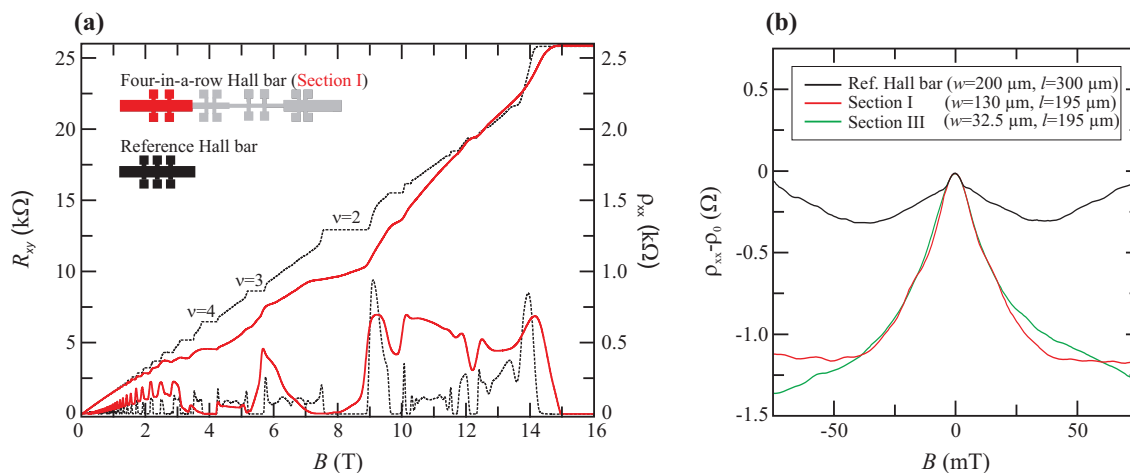 (a)
25
20
15
10
5
0
R_xy (kΩ)
Four-in-a-row Hall bar (Section I)
Reference Hall bar
ν=4
ν=3
ν=2
2.5
2.0
1.5
1.0
0.5
0
ρ_xx (kΩ)
0 2 4 6 8 10 12 14 16
B (T)
(b)
0.5
0
-0.5
-1.0
-1.5
ρ_xx-ρ_0 (Ω)
Ref. Hall bar (w=200 μm, l=300 μm)
Section I (w=130 μm, l=195 μm)
Section III (w=32.5 μm, l=195 μm)
-50 0 50
B (mT)